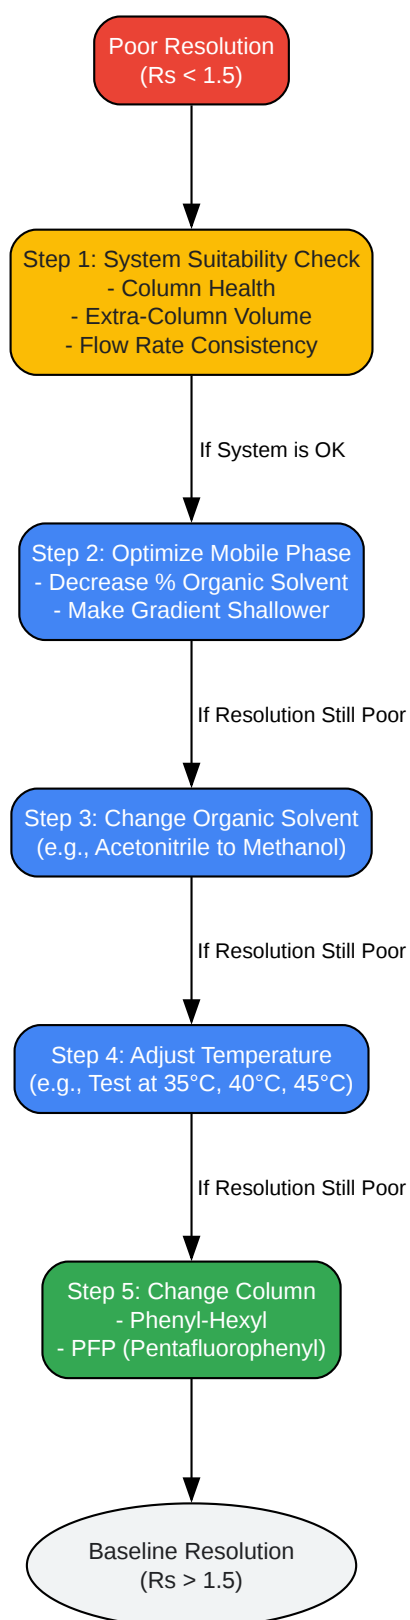 Poor Resolution
(Rs < 1.5)
Step 1: System Suitability Check
- Column Health
- Extra-Column Volume
- Flow Rate Consistency
If System is OK
Step 2: Optimize Mobile Phase
- Decrease % Organic Solvent
- Make Gradient Shallower
If Resolution Still Poor
Step 3: Change Organic Solvent
(e.g., Acetonitrile to Methanol)
If Resolution Still Poor
Step 4: Adjust Temperature
(e.g., Test at 35°C, 40°C, 45°C)
If Resolution Still Poor
Step 5: Change Column
- Phenyl-Hexyl
- PFP (Pentafluorophenyl)
Baseline Resolution
(Rs > 1.5)